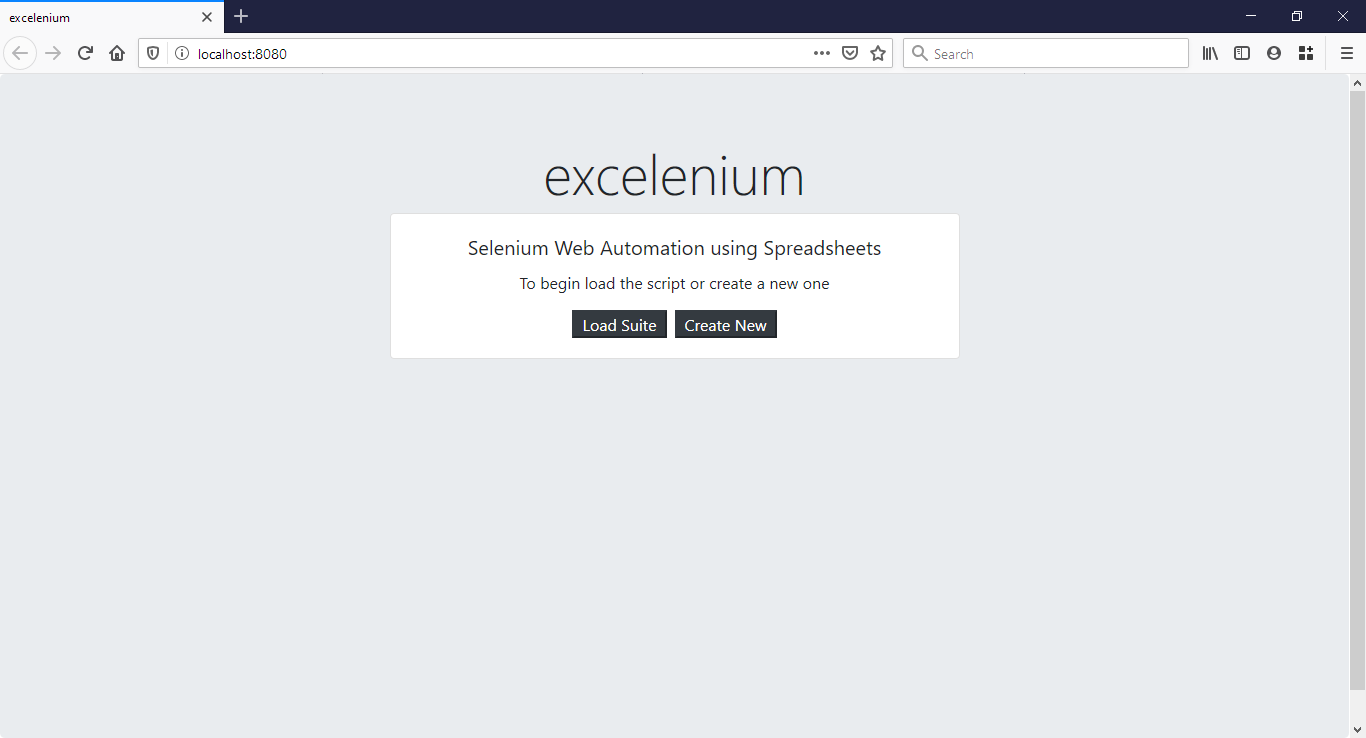 excelenium
localhost:8080
Search
excelenium
Selenium Web Automation using Spreadsheets
To begin load the script or create a new one
Load Suite Create New